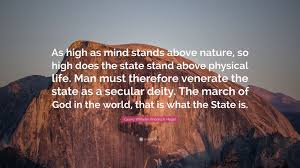 As high as mind stands above nature, so
high does the state stand above physical
life. Man must therefore venerate the
state as a secular deity. The march of
God in the world, that is what the State is.
Georg Wilhelm Friedrich Hegel